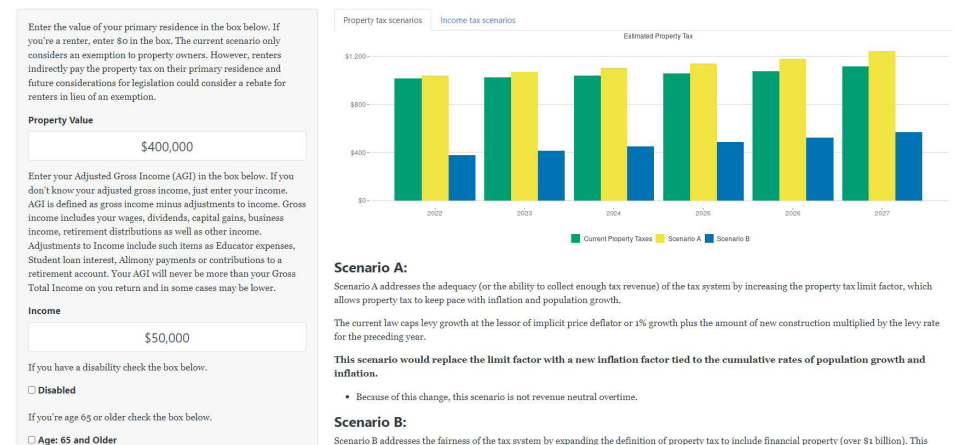 Enter the value of your primary residence in the box below. If
you're a renter, enter $0 in the box. The current scenario only
considers an exemption to property owners. However, renters
indirectly pay the property tax on their primary residence and
future considerations for legislation could consider a rebate for
renters in lieu of an exemption.
Property Value
$400,000
Enter your Adjusted Gross Income (AGI) in the box below. If you
don't know your adjusted gross income, just enter your income.
AGI is defined as gross income minus adjustments to income. Gross
income includes your wages, dividends, capital gains, business
income, retirement distributions as well as other income.
Adjustments to Income include such items as Educator expenses,
Student loan interest, Alimony payments or contributions to a
retirement account. Your AGI will never be more than your Gross
Total Income on you return and in some cases may be lower.
Income
$50,000
If you have a disability check the box below.
Disabled
If you're age 65 or older check the box below.
Age: 65 and Older
Property tax scenarios Income tax scenarios
Estimated Property Tax
$1,200
$800
$400
$0
2022 2023 2024 2025 2026 2027
Current Property Taxes Scenario A Scenario B
Scenario A:
Scenario A addresses the adequacy (or the ability to collect enough tax revenue) of the tax system by increasing the property tax limit factor, which
allows property tax to keep pace with inflation and population growth.
The current law caps levy growth at the lessor of implicit price deflator or 1% growth plus the amount of new construction multiplied by the levy rate
for the preceding year.
This scenario would replace the limit factor with a new inflation factor tied to the cumulative rates of population growth and
inflation.
• Because of this change, this scenario is not revenue neutral overtime.
Scenario B:
Scenario B addresses the fairness of the tax system by expanding the definition of property tax to include financial property (over $1 billion). This